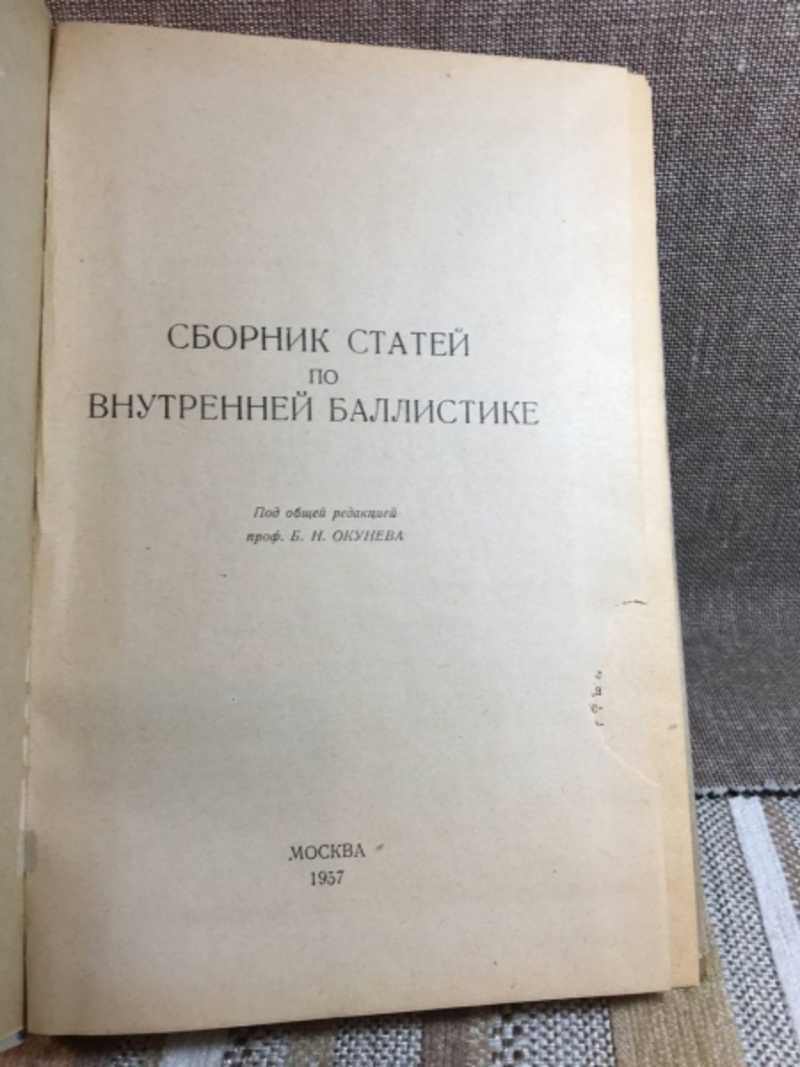 СБОРНИК СТАТЕЙ
ПО
ВНУТРЕННЕЙ БАЛЛИСТИКЕ
Под общей редакцией
проф. Б. Н. ОКУНЕВА
МОСКВА
1957